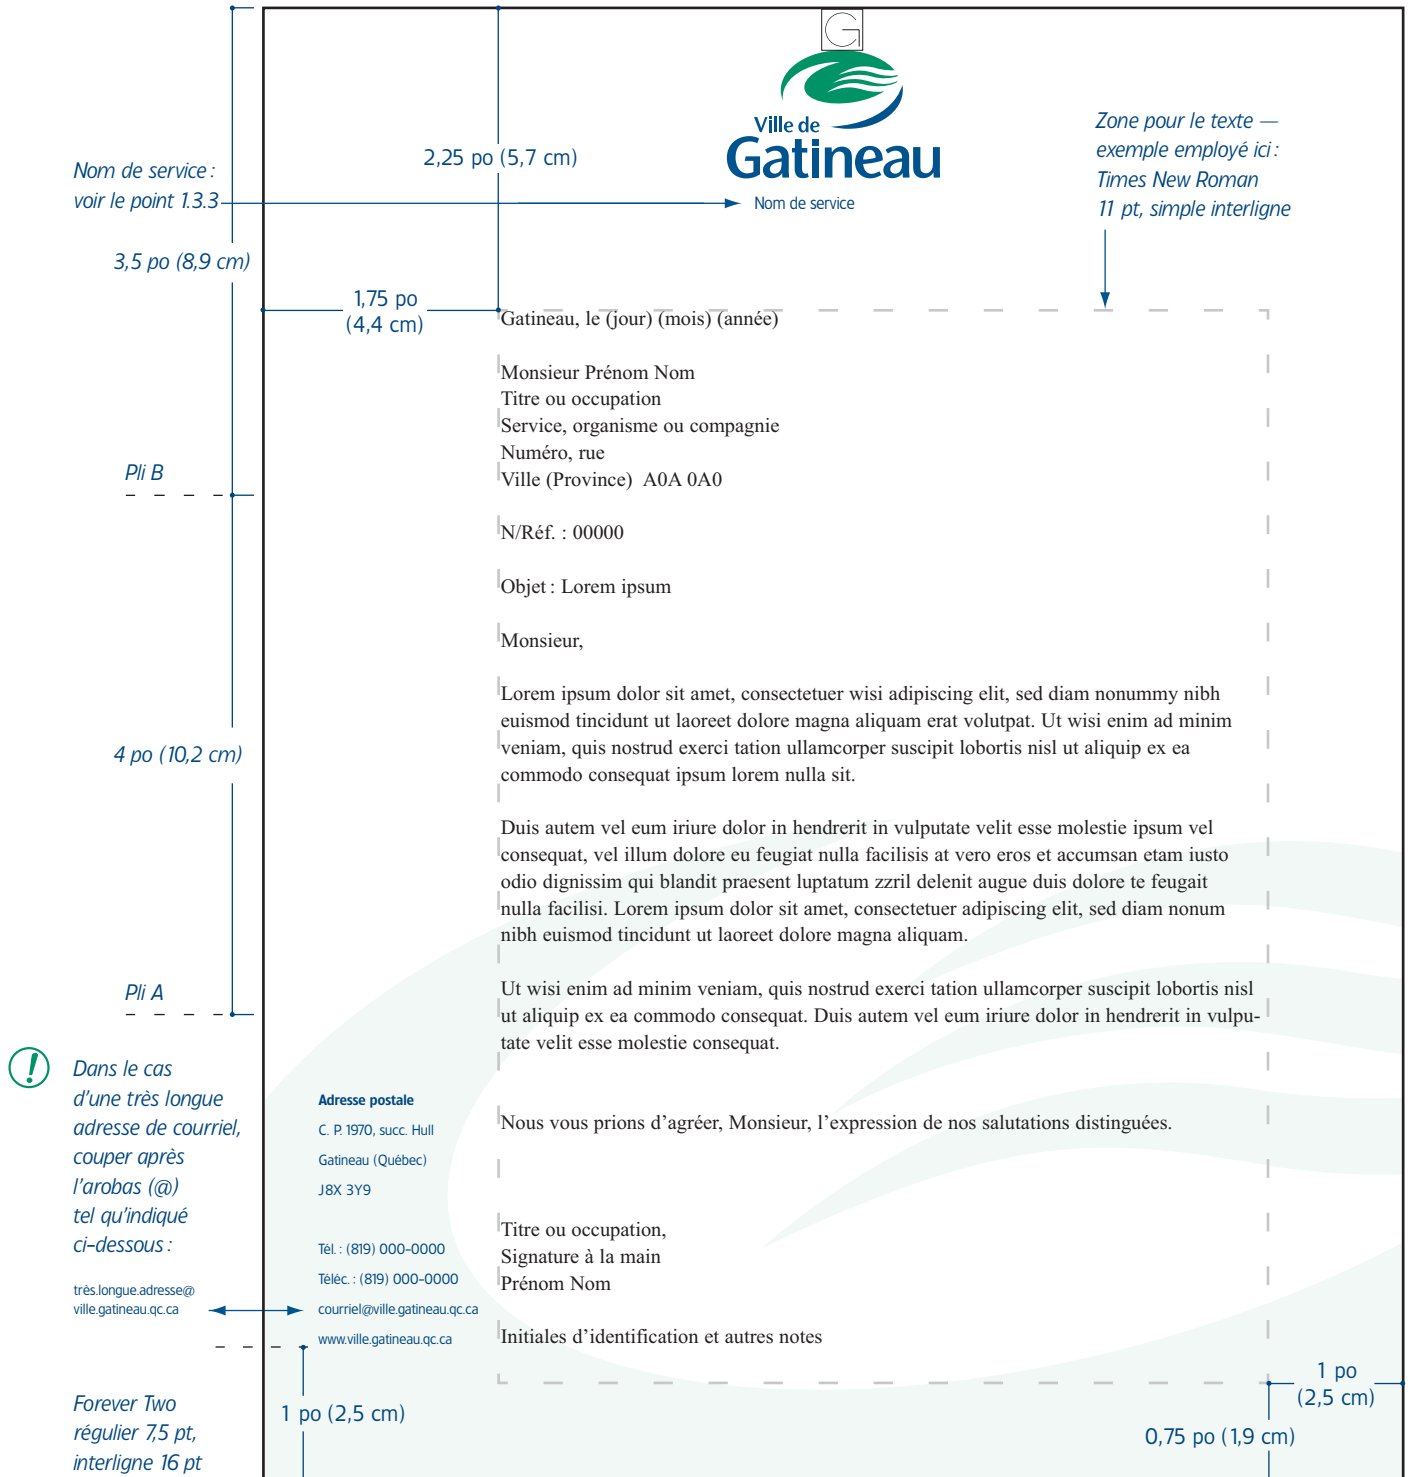 G
Ville de
Gatineau
Nom de service
Nom de service :
voir le point 1.3.3
2,25 po (5,7 cm)
Zone pour le texte —
exemple employé ici :
Times New Roman
11 pt, simple interligne
3,5 po (8,9 cm)
1,75 po
(4,4 cm)
Gatineau, le (jour) (mois) (année)
Monsieur Prénom Nom
Titre ou occupation
Service, organisme ou compagnie
Numéro, rue
Ville (Province)  A0A 0A0
Pli B
N/Réf. : 00000
Objet : Lorem ipsum
Monsieur,
Lorem ipsum dolor sit amet, consectetuer wisi adipiscing elit, sed diam nonummy nibh
euismod tincidunt ut laoreet dolore magna aliquam erat volutpat. Ut wisi enim ad minim
veniam, quis nostrud exerci tation ullamcorper suscipit lobortis nisl ut aliquip ex ea
commodo consequat ipsum lorem nulla sit.
4 po (10,2 cm)
Duis autem vel eum iriure dolor in hendrerit in vulputate velit esse molestie ipsum vel
consequat, vel illum dolore eu feugiat nulla facilisis at vero eros et accumsan etam iusto
odio dignissim qui blandit praesent luptatum zzril delenit augue duis dolore te feugait
nulla facilisi. Lorem ipsum dolor sit amet, consectetuer adipiscing elit, sed diam nonum
nibh euismod tincidunt ut laoreet dolore magna aliquam.
Pli A
Ut wisi enim ad minim veniam, quis nostrud exerci tation ullamcorper suscipit lobortis nisl
ut aliquip ex ea commodo consequat. Duis autem vel eum iriure dolor in hendrerit in vulpu-
tate velit esse molestie consequat.
!
Dans le cas
d'une très longue
adresse de courriel,
couper après
l'arobas (@)
tel qu'indiqué
ci-dessous :
très.longue.adresse@
ville.gatineau.qc.ca
Adresse postale
C. P. 1970, succ. Hull
Gatineau (Québec)
J8X 3Y9
Tél. : (819) 000-0000
Téléc. : (819) 000-0000
courriel@ville.gatineau.qc.ca
www.ville.gatineau.qc.ca
Nous vous prions d'agréer, Monsieur, l'expression de nos salutations distinguées.
Titre ou occupation,
Signature à la main
Prénom Nom
Initiales d'identification et autres notes
Forever Two
régulier 7,5 pt,
interligne 16 pt
1 po (2,5 cm)
1 po
(2,5 cm)
0,75 po (1,9 cm)